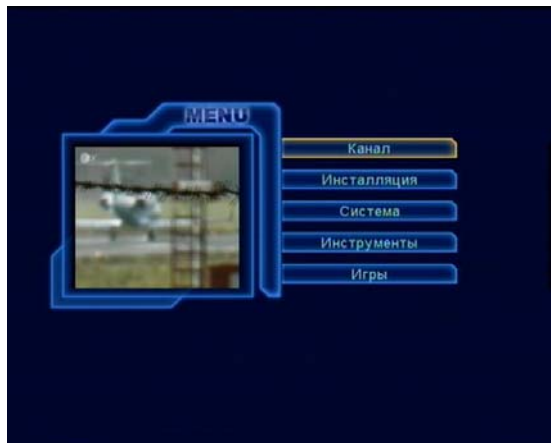 MENU
Канал
Инсталляция
Система
Инструменты
Игры